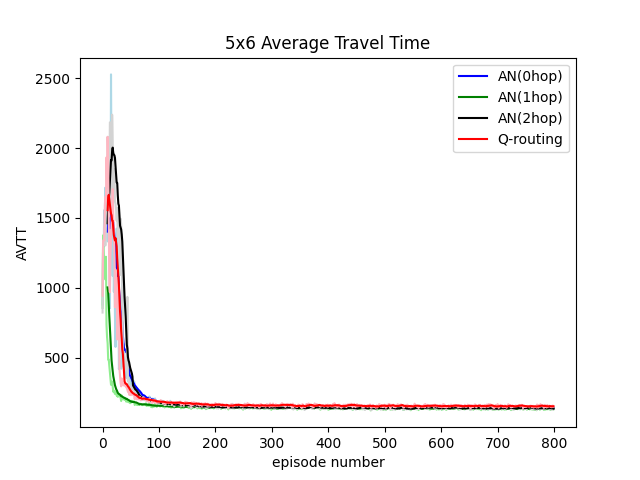 5x6 Average Travel Time
AN(0hop)
AN(1hop)
AN(2hop)
Q-routing
AVTT
2500
2000
1500
1000
500
0 100 200 300 400 500 600 700 800
episode number